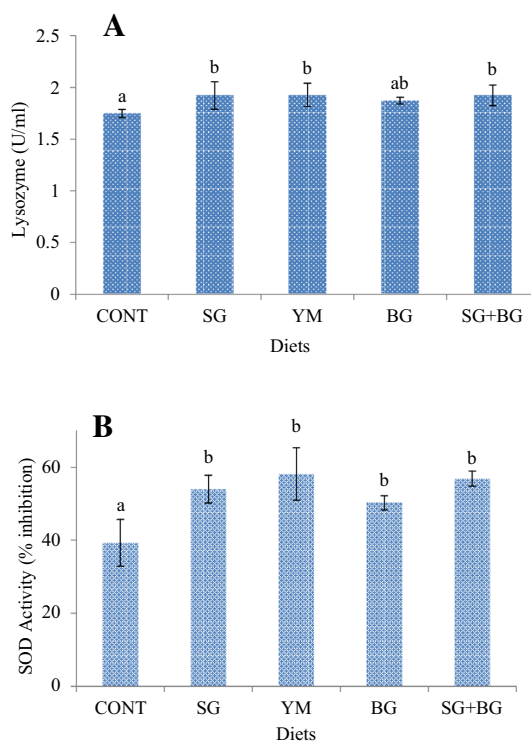 A
Lysozyme (U/ml)
2.5
2
1.5
1
0.5
0
a
b
b
ab
b
CONT SG YM BG SG+BG
Diets
B
SOD Activity (% inhibition)
60
40
20
0
a
b
b
b
b
CONT SG YM BG SG+BG
Diets